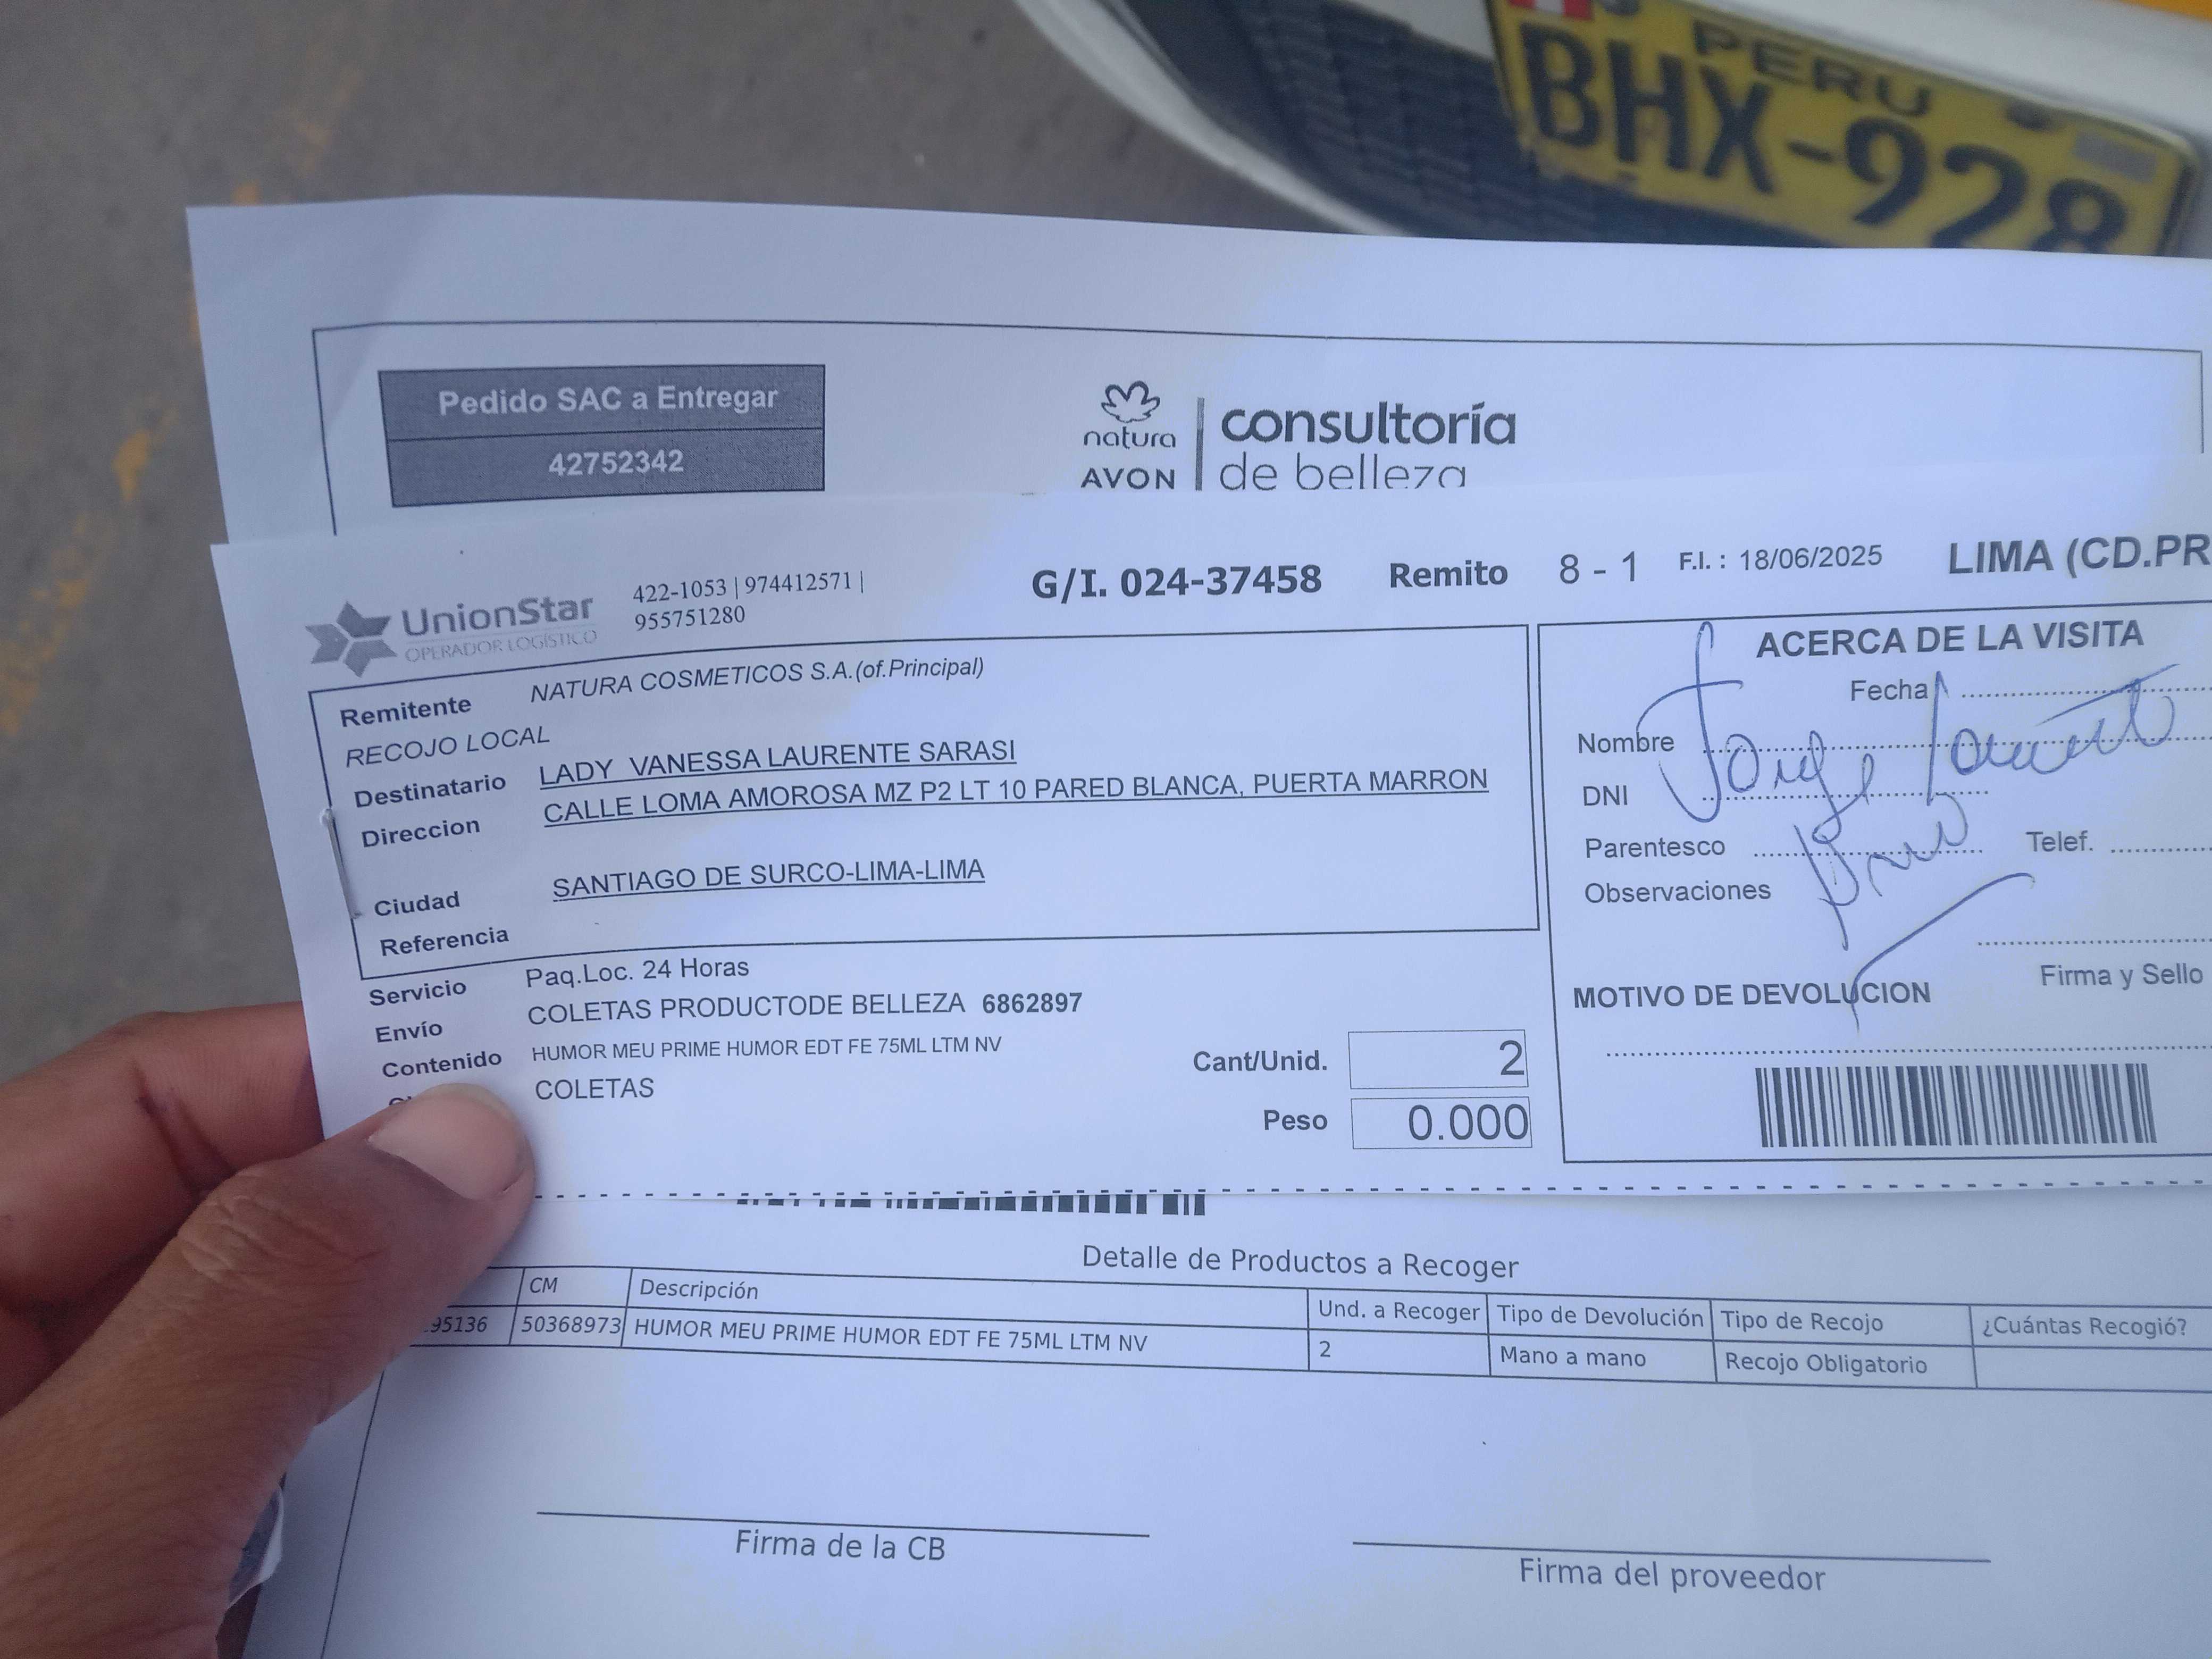 PERU
BHX-928
Pedido SAC a Entregar
42752342
natura
AVON
consultoría
de belleza
UnionStar
OPERADOR LOGÍSTICO
422-1053 | 974412571 |
955751280
G/I. 024-37458 Remito 8 - 1 F.I. : 18/06/2025 LIMA (CD.PR
Remitente NATURA COSMETICOS S.A.(of.Principal)
RECOJO LOCAL
Destinatario LADY VANESSA LAURENTE SARASI
Direccion CALLE LOMA AMOROSA MZ P2 LT 10 PARED BLANCA, PUERTA MARRON
Ciudad SANTIAGO DE SURCO-LIMA-LIMA
Referencia
Servicio Paq.Loc. 24 Horas
Envío COLETAS PRODUCTODE BELLEZA 6862897
Contenido HUMOR MEU PRIME HUMOR EDT FE 75ML LTM NV
COLETAS
Cant/Unid. 2
Peso 0.000
ACERCA DE LA VISITA
Fecha
Nombre Jorge
DNI
Parentesco
Telef.
Observaciones
Firma y Sello
MOTIVO DE DEVOLUCION
Detalle de Productos a Recoger
CM Descripción Und. a Recoger Tipo de Devolución Tipo de Recojo ¿Cuántas Recogió?
95136 50368973 HUMOR MEU PRIME HUMOR EDT FE 75ML LTM NV 2 Mano a mano Recojo Obligatorio
Firma de la CB
Firma del proveedor